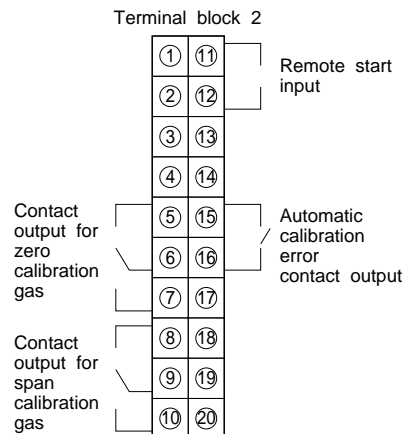 Terminal block 2
1 11
2 12
3 13
4 14
5 15
6 16
7 17
8 18
9 19
10 20
Remote start
input
Contact
output for
zero
calibration
gas
Automatic
calibration
error
contact output
Contact
output for
span
calibration
gas